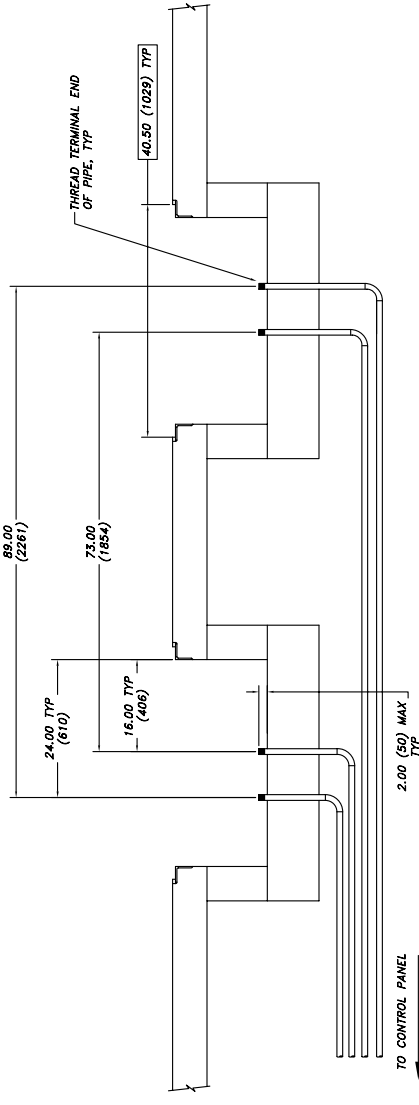 THREAD TERMINAL END
OF PIPE, TYP
40.50 (1029) TYP
89.00
(2261)
73.00
(1854)
24.00 TYP
(610)
16.00 TYP
(406)
2.00 (50) MAX
TYP
TO CONTROL PANEL